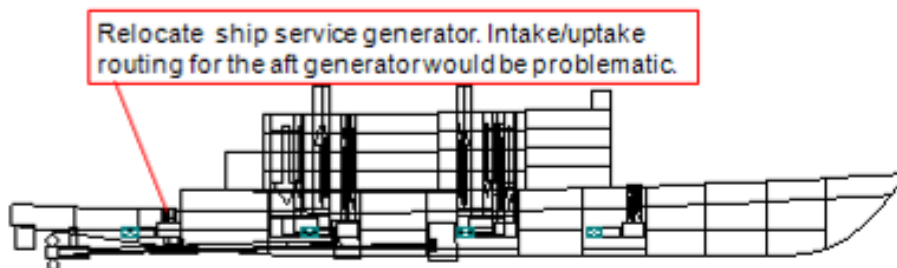 Relocate ship service generator. Intake/uptake
routing for the aft generator would be problematic.